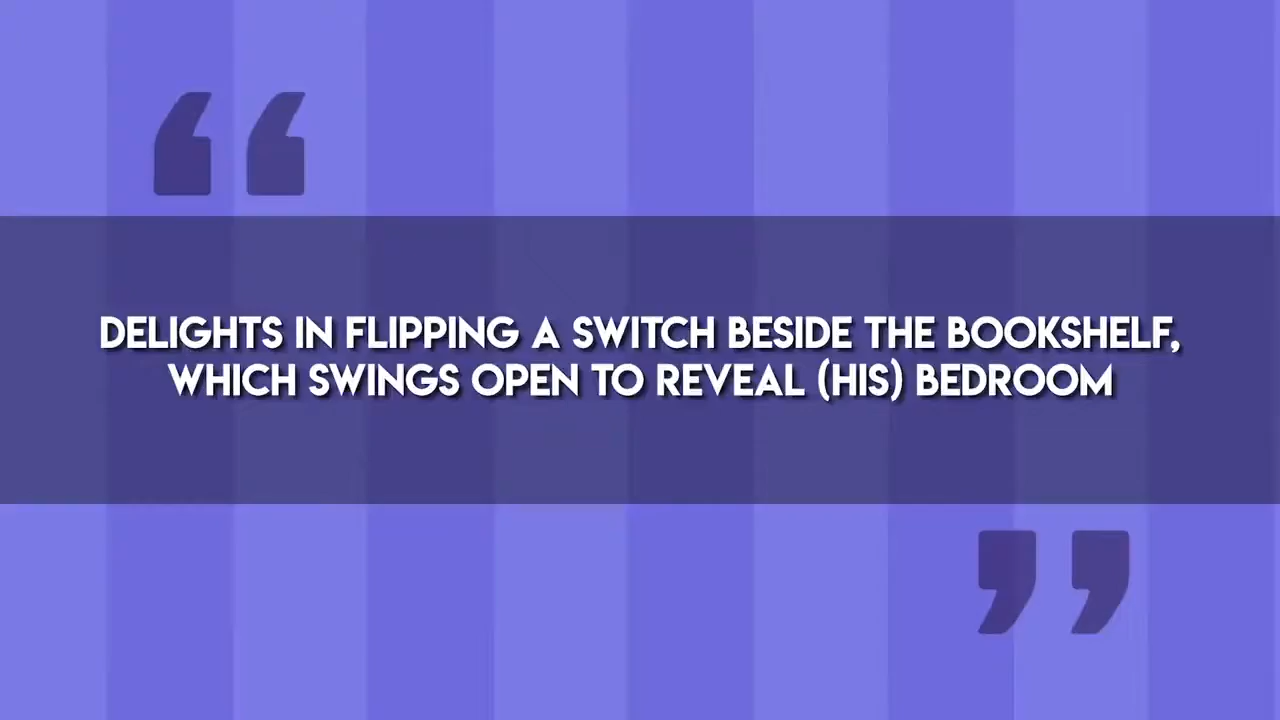 “
DELIGHTS IN FLIPPING A SWITCH BESIDE THE BOOKSHELF,
WHICH SWINGS OPEN TO REVEAL (HIS) BEDROOM
”